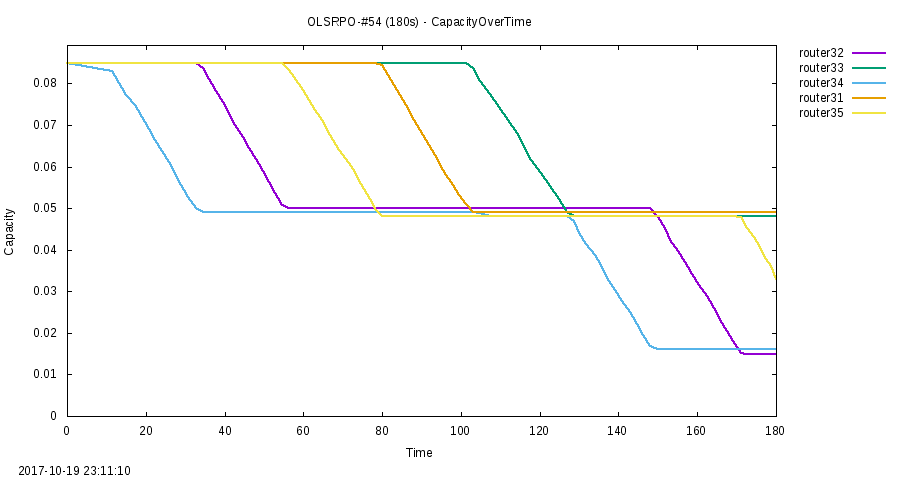 OLSRPO-#54 (180s) - CapacityOverTime
router32
router33
router34
router31
router35
0.08
0.07
0.06
0.05
0.04
0.03
0.02
0.01
0
Capacity
0 20 40 60 80 100 120 140 160 180
Time
2017-10-19 23:11:10